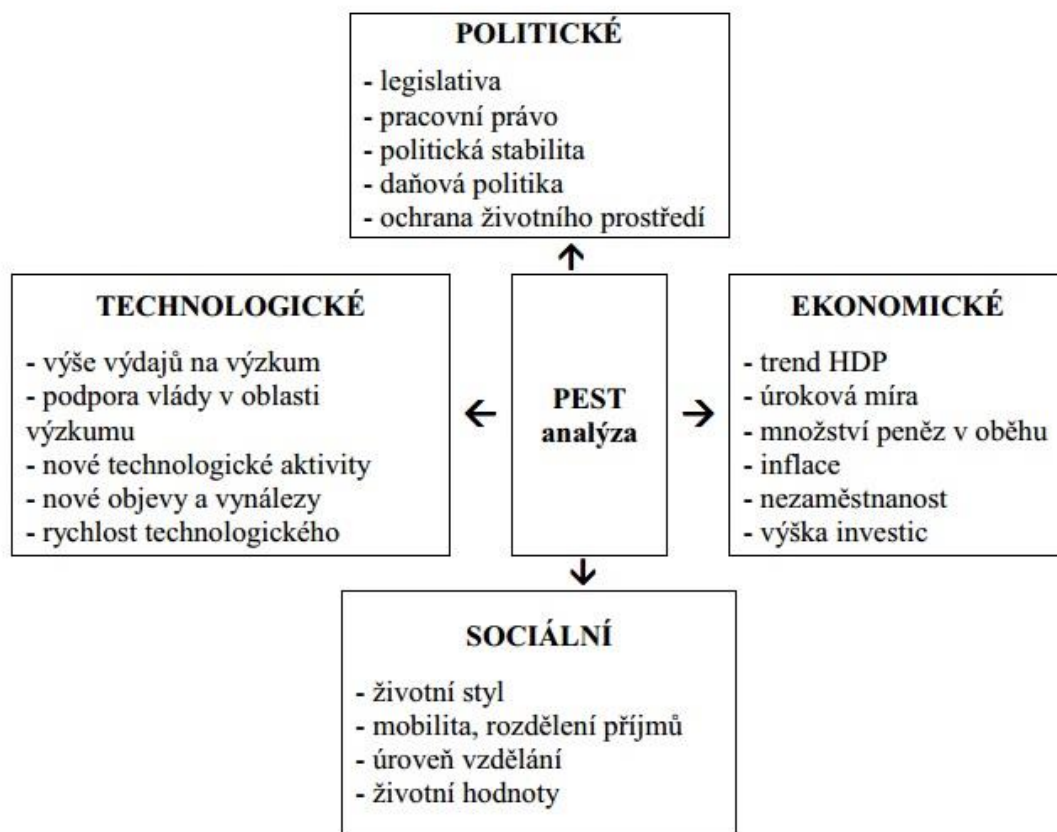 POLITICKÉ
- legislativa
- pracovní právo
- politická stabilita
- daňová politika
- ochrana životního prostředí
TECHNOLOGICKÉ
- výše výdajů na výzkum
- podpora vlády v oblasti
výzkumu
- nové technologické aktivity
- nové objevy a vynálezy
- rychlost technologického
PEST
analýza
EKONOMICKÉ
- trend HDP
- úroková míra
- množství peněz v oběhu
- inflace
- nezaměstnanost
- výška investic
SOCIÁLNÍ
- životní styl
- mobilita, rozdělení příjmů
- úroveň vzdělání
- životní hodnoty